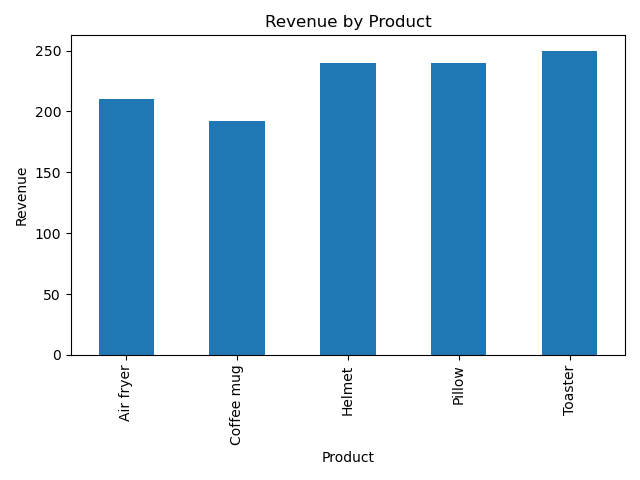 Revenue by Product
Revenue
250
200
150
100
50
0
Air fryer
Coffee mug
Helmet
Pillow
Toaster
Product